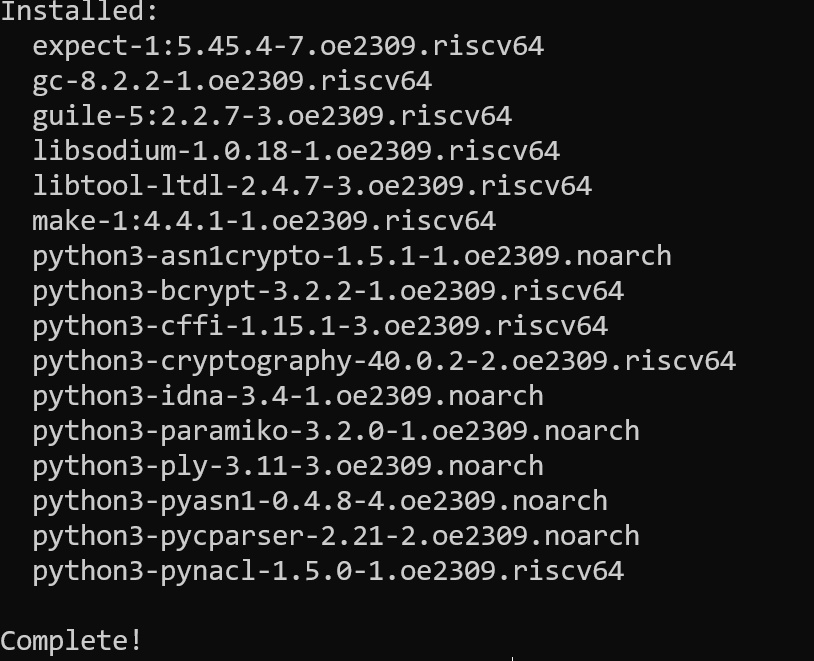 Installed:
  expect-1:5.45.4-7.oe2309.riscv64
  gc-8.2.2-1.oe2309.riscv64
  guile-5:2.2.7-3.oe2309.riscv64
  libsodium-1.0.18-1.oe2309.riscv64
  libtool-ltdl-2.4.7-3.oe2309.riscv64
  make-1:4.4.1-1.oe2309.riscv64
  python3-asn1crypto-1.5.1-1.oe2309.noarch
  python3-bcrypt-3.2.2-1.oe2309.riscv64
  python3-cffi-1.15.1-3.oe2309.riscv64
  python3-cryptography-40.0.2-2.oe2309.riscv64
  python3-idna-3.4-1.oe2309.noarch
  python3-paramiko-3.2.0-1.oe2309.noarch
  python3-ply-3.11-3.oe2309.noarch
  python3-pyasn1-0.4.8-4.oe2309.noarch
  python3-pycparser-2.21-2.oe2309.noarch
  python3-pynacl-1.5.0-1.oe2309.riscv64

Complete!